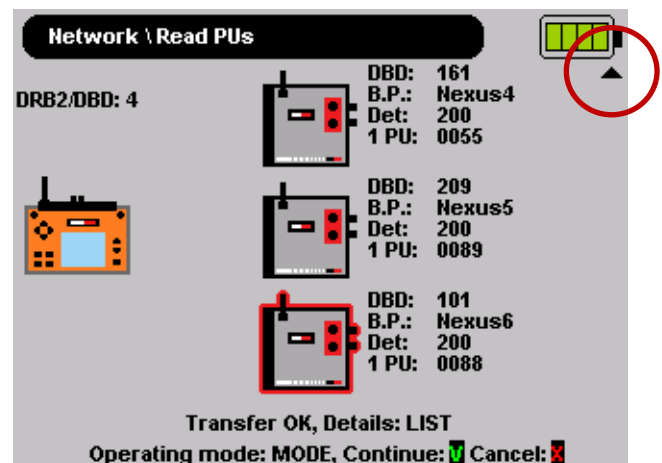 Network \ Read PUs
DRB2/DBD: 4
DBD: 161
B.P.: Nexus4
Det: 200
1 PU: 0055
DBD: 209
B.P.: Nexus5
Det: 200
1 PU: 0089
DBD: 101
B.P.: Nexus6
Det: 200
1 PU: 0088
Transfer OK, Details: LIST
Operating mode: MODE, Continue: V Cancel: X